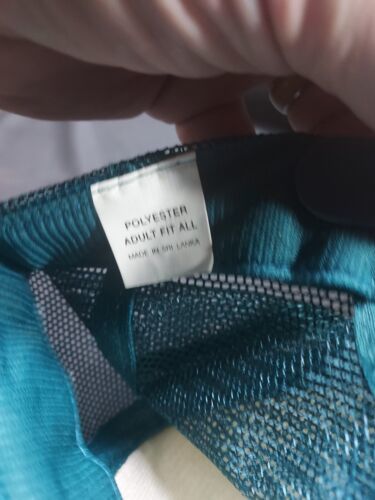 POLYESTER
ADULT FIT ALL
MADE IN SRI LANKA